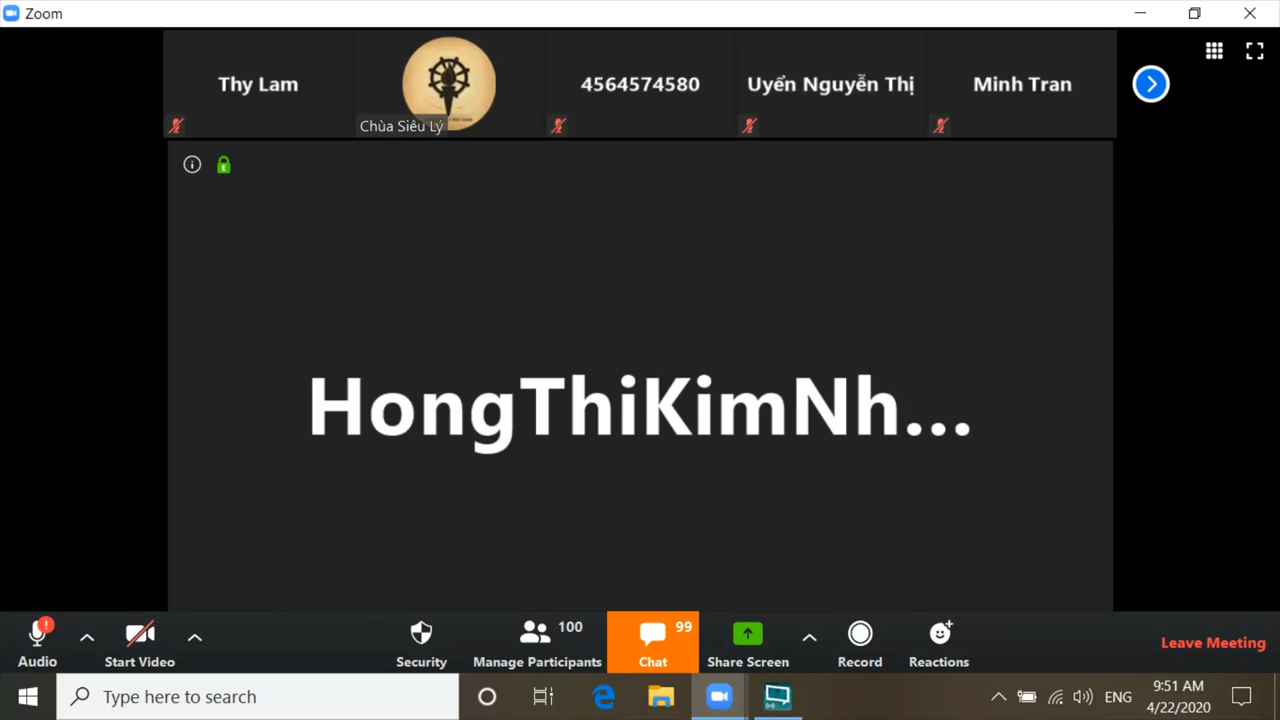 Zoom
Thy Lam
Chùa Siêu Lý
4564574580
Uyển Nguyễn Thị
Minh Tran
HongThiKimNh...
Audio
Start Video
Security
Manage Participants
100
Chat
99
Share Screen
Record
Reactions
Leave Meeting
Type here to search
ENG
9:51 AM
4/22/2020